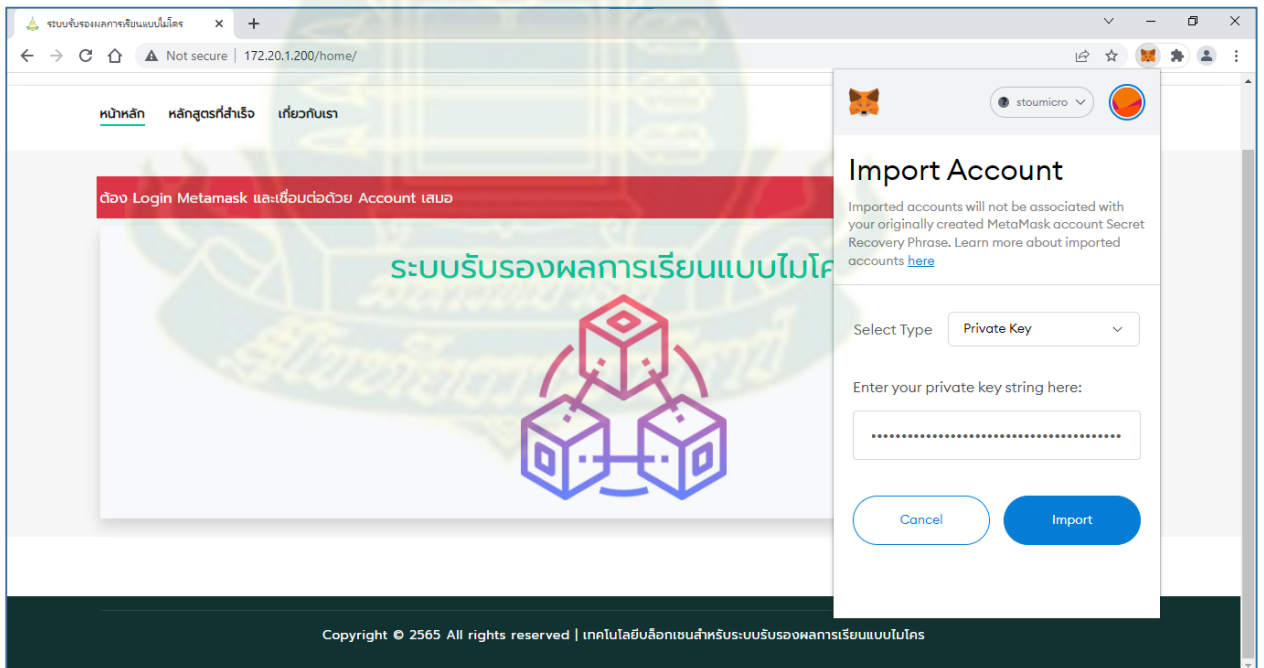 ระบบรับรองผลการเรียนแบบไมโคร
Not secure | 172.20.1.200/home/
หน้าหลัก หลักสูตรที่สำเร็จ เกี่ยวกับเรา
stoumicro
Import Account
Imported accounts will not be associated with
your originally created MetaMask account Secret
Recovery Phrase. Learn more about imported
accounts here
ต้อง Login Metamask และเชื่อมต่อด้วย Account เสมอ
ระบบรับรองผลการเรียนแบบไมโค
Select Type Private Key
Enter your private key string here:
Cancel Import
Copyright © 2565 All rights reserved | เทคโนโลยีบล็อกเชนสำหรับระบบรับรองผลการเรียนแบบไมโคร